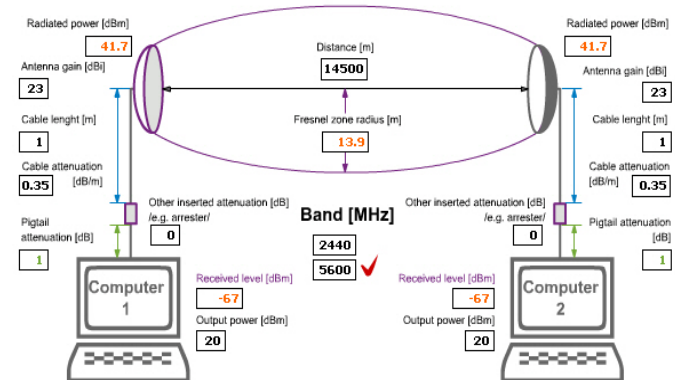 Radiated power [dBm]
41.7
Antenna gain [dBi]
23
Cable lenght [m]
1
Cable attenuation
[dB/m]
0.35
Other inserted attenuation [dB]
/e.g. arrester/
0
Pigtail
attenuation [dB]
1
Computer
1
Received level [dBm]
-67
Output power [dBm]
20
Distance [m]
14500
Fresnel zone radius [m]
13.9
Band [MHz]
2440
5600
Radiated power [dBm]
41.7
Antenna gain [dBi]
23
Cable lenght [m]
1
Cable attenuation
[dB/m]
0.35
Other inserted attenuation [dB]
/e.g. arrester/
0
Pigtail attenuation
[dB]
1
Received level [dBm]
-67
Output power [dBm]
20
Computer
2